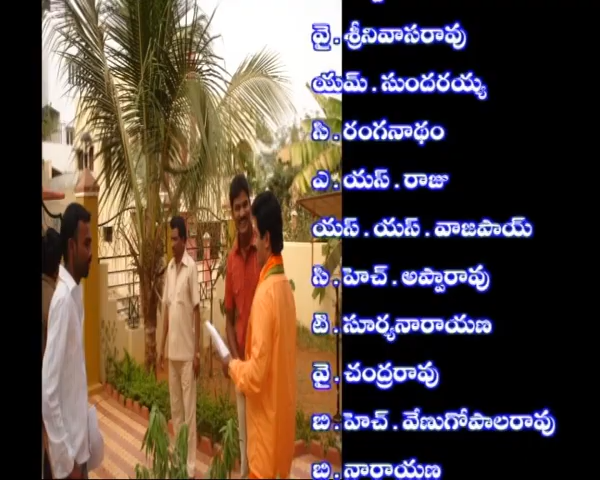 వై.శ్రీనివాసరావు
యమ్.సుందరయ్య
సి.రంగనాథం
ఎ.యస్.రాజు
యస్.యస్.వాజపాయ్
సి.హెచ్.అప్పారావు
టి.సూర్యనారాయణ
వై.చంద్రరావు
బి.హెచ్.వేణుగోపాలరావు
బి.నారాయణ